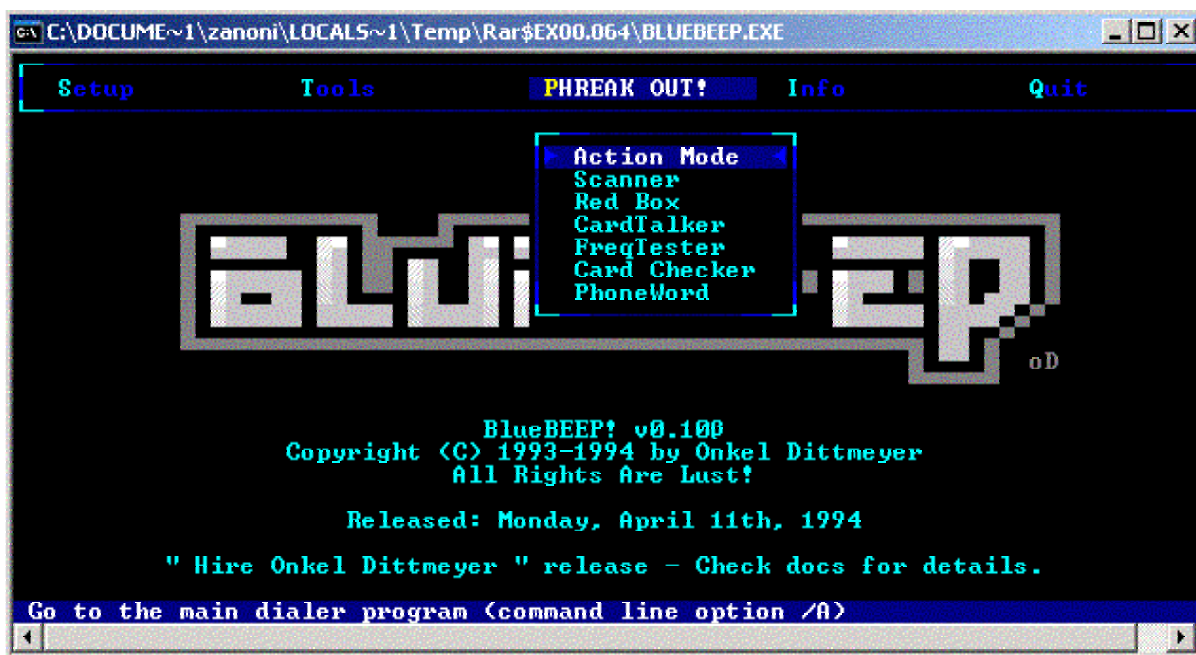 C:\DOCUME~1\zanoni\LOCALS~1\Temp\Rar$EX00.064\BLUEBEEP.EXE
Setup Tools PHREAK OUT! Info Quit
Action Mode
Scanner
Red Box
CardTalker
FreqTester
Card Checker
PhoneWord
oD
BlueBEEP! v0.10β
Copyright (C) 1993-1994 by Onkel Dittmeyer
All Rights Are Lust!
Released: Monday, April 11th, 1994
" Hire Onkel Dittmeyer " release - Check docs for details.
Go to the main dialer program (command line option /A)